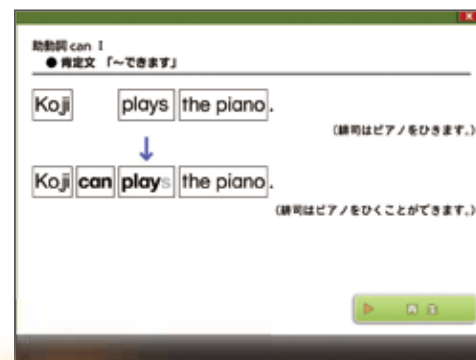 助動詞 can I
● 肯定文 「〜できます」
Koji plays the piano.
(耕司はピアノをひきます。)
↓
Koji can plays the piano.
(耕司はピアノをひくことができます。)
再生